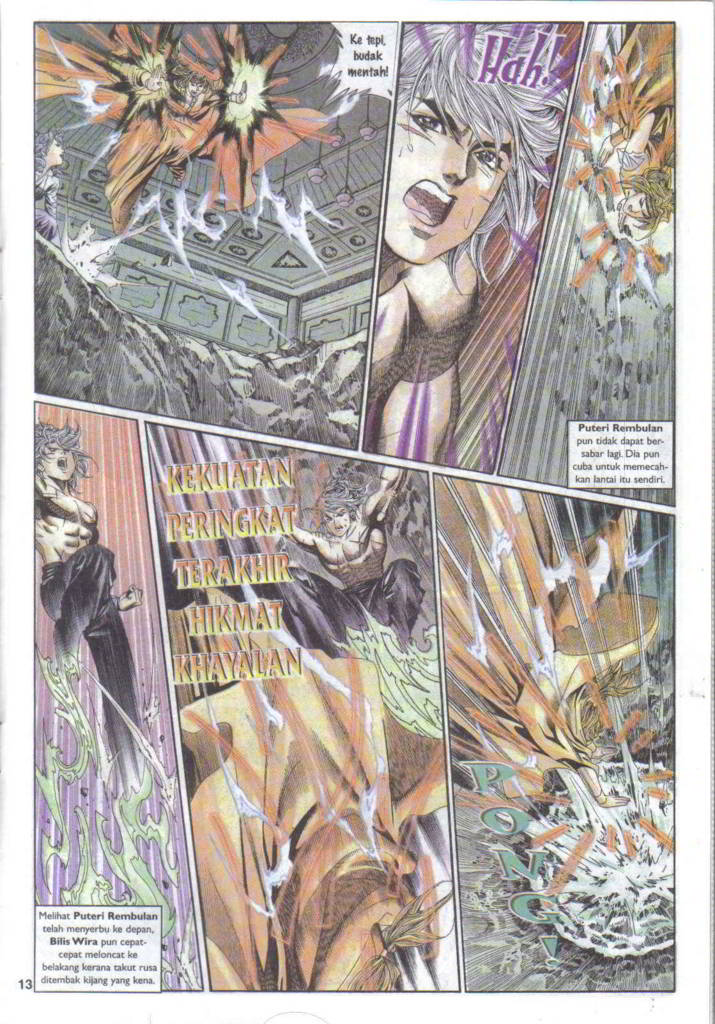 Ke tepi,
budak
mentah!
Hah!
Puteri Rembulan
pun tidak dapat ber-
sabar lagi. Dia pun
cuba untuk memecah-
kan lantai itu sendiri.
Melihat Puteri Rembulan
telah menyerbu ke depan,
Bilis Wira pun cepat-
cepat meloncat ke
belakang kerana takut rusa
ditembak kijang yang kena.
KEKUATAN
PERINGKAT
TERAKHIR
HIKMAT
KHAYALAN
PONG!
13